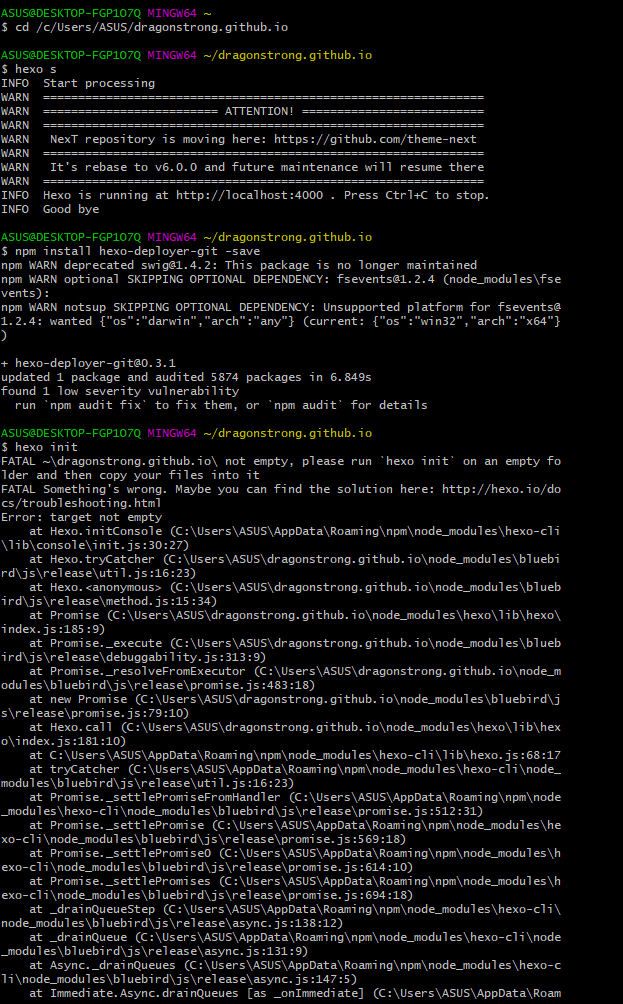 ASUS@DESKTOP-FGP1O7Q MINGW64 ~
$ cd /c/Users/ASUS/dragonstrong.github.io
ASUS@DESKTOP-FGP1O7Q MINGW64 ~/dragonstrong.github.io
$ hexo s
INFO  Start processing
WARN  ===============================================================
WARN  ========================= ATTENTION! ==========================
WARN  ===============================================================
WARN   NexT repository is moving here: https://github.com/theme-next
WARN  ===============================================================
WARN   It's rebase to v6.0.0 and future maintenance will resume there
WARN  ===============================================================
INFO  Hexo is running at http://localhost:4000 . Press Ctrl+C to stop.
INFO  Good bye
ASUS@DESKTOP-FGP1O7Q MINGW64 ~/dragonstrong.github.io
$ npm install hexo-deployer-git -save
npm WARN deprecated swig@1.4.2: This package is no longer maintained
npm WARN optional SKIPPING OPTIONAL DEPENDENCY: fsevents@1.2.4 (node_modules\fse
vents):
npm WARN notsup SKIPPING OPTIONAL DEPENDENCY: Unsupported platform for fsevents@
1.2.4: wanted {"os":"darwin","arch":"any"} (current: {"os":"win32","arch":"x64"}
)
+ hexo-deployer-git@0.3.1
updated 1 package and audited 5874 packages in 6.849s
found 1 low severity vulnerability
  run `npm audit fix` to fix them, or `npm audit` for details
ASUS@DESKTOP-FGP1O7Q MINGW64 ~/dragonstrong.github.io
$ hexo init
FATAL ~\dragonstrong.github.io\ not empty, please run `hexo init` on an empty fo
lder and then copy your files into it
FATAL Something's wrong. Maybe you can find the solution here: http://hexo.io/do
cs/troubleshooting.html
Error: target not empty
    at Hexo.initConsole (C:\Users\ASUS\AppData\Roaming\npm\node_modules\hexo-cli
\lib\console\init.js:30:27)
    at Hexo.tryCatcher (C:\Users\ASUS\dragonstrong.github.io\node_modules\bluebi
rd\js\release\util.js:16:23)
    at Hexo.<anonymous> (C:\Users\ASUS\dragonstrong.github.io\node_modules\blueb
ird\js\release\method.js:15:34)
    at Promise (C:\Users\ASUS\dragonstrong.github.io\node_modules\hexo\lib\hexo\
index.js:185:9)
    at Promise._execute (C:\Users\ASUS\dragonstrong.github.io\node_modules\blueb
ird\js\release\debuggability.js:313:9)
    at Promise._resolveFromExecutor (C:\Users\ASUS\dragonstrong.github.io\node_m
odules\bluebird\js\release\promise.js:483:18)
    at new Promise (C:\Users\ASUS\dragonstrong.github.io\node_modules\bluebird\j
s\release\promise.js:79:10)
    at Hexo.call (C:\Users\ASUS\dragonstrong.github.io\node_modules\hexo\lib\hex
o\index.js:181:10)
    at C:\Users\ASUS\AppData\Roaming\npm\node_modules\hexo-cli\lib\hexo.js:68:17
    at tryCatcher (C:\Users\ASUS\AppData\Roaming\npm\node_modules\hexo-cli\node_
modules\bluebird\js\release\util.js:16:23)
    at Promise._settlePromiseFromHandler (C:\Users\ASUS\AppData\Roaming\npm\node
_modules\hexo-cli\node_modules\bluebird\js\release\promise.js:512:31)
    at Promise._settlePromise (C:\Users\ASUS\AppData\Roaming\npm\node_modules\he
xo-cli\node_modules\bluebird\js\release\promise.js:569:18)
    at Promise._settlePromise0 (C:\Users\ASUS\AppData\Roaming\npm\node_modules\h
exo-cli\node_modules\bluebird\js\release\promise.js:614:10)
    at Promise._settlePromises (C:\Users\ASUS\AppData\Roaming\npm\node_modules\h
exo-cli\node_modules\bluebird\js\release\promise.js:694:18)
    at _drainQueueStep (C:\Users\ASUS\AppData\Roaming\npm\node_modules\hexo-cli\
node_modules\bluebird\js\release\async.js:138:12)
    at _drainQueue (C:\Users\ASUS\AppData\Roaming\npm\node_modules\hexo-cli\node
_modules\bluebird\js\release\async.js:131:9)
    at Async._drainQueues (C:\Users\ASUS\AppData\Roaming\npm\node_modules\hexo-c
li\node_modules\bluebird\js\release\async.js:147:5)
    at Immediate.Async.drainQueues [as _onImmediate] (C:\Users\ASUS\AppData\Roam